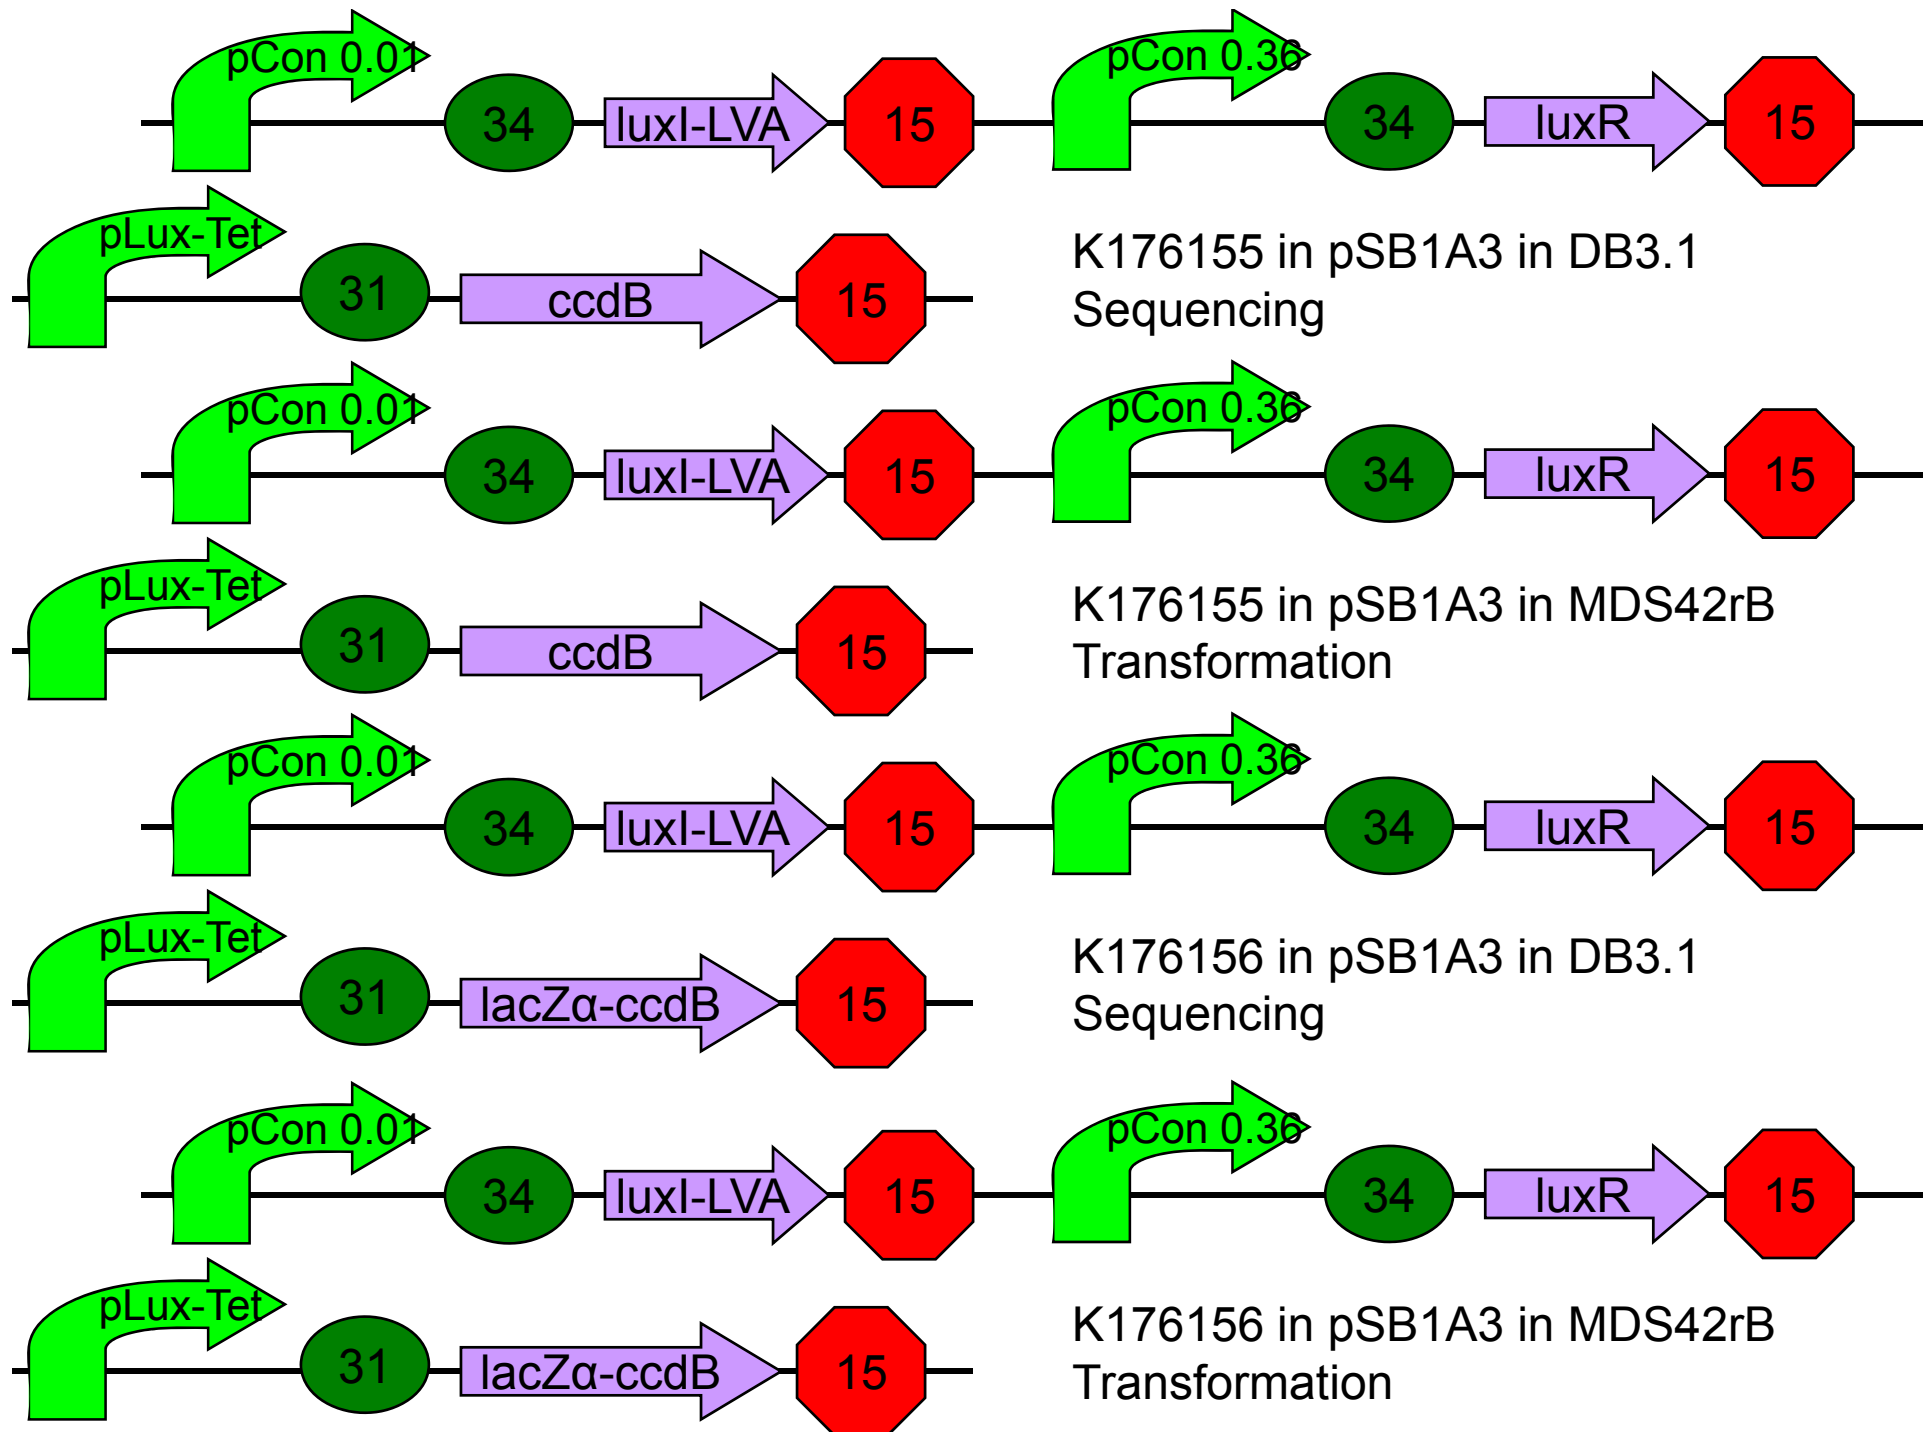 pCon 0.01 pCon 0.36
34 luxI-LVA 15 34 luxR 15
pLux-Tet
31 ccdB 15
K176155 in pSB1A3 in DB3.1
Sequencing
pCon 0.01 pCon 0.36
34 luxI-LVA 15 34 luxR 15
pLux-Tet
31 ccdB 15
K176155 in pSB1A3 in MDS42rB
Transformation
pCon 0.01 pCon 0.36
34 luxI-LVA 15 34 luxR 15
pLux-Tet
31 lacZα-ccdB 15
K176156 in pSB1A3 in DB3.1
Sequencing
pCon 0.01 pCon 0.36
34 luxI-LVA 15 34 luxR 15
pLux-Tet
31 lacZα-ccdB 15
K176156 in pSB1A3 in MDS42rB
Transformation